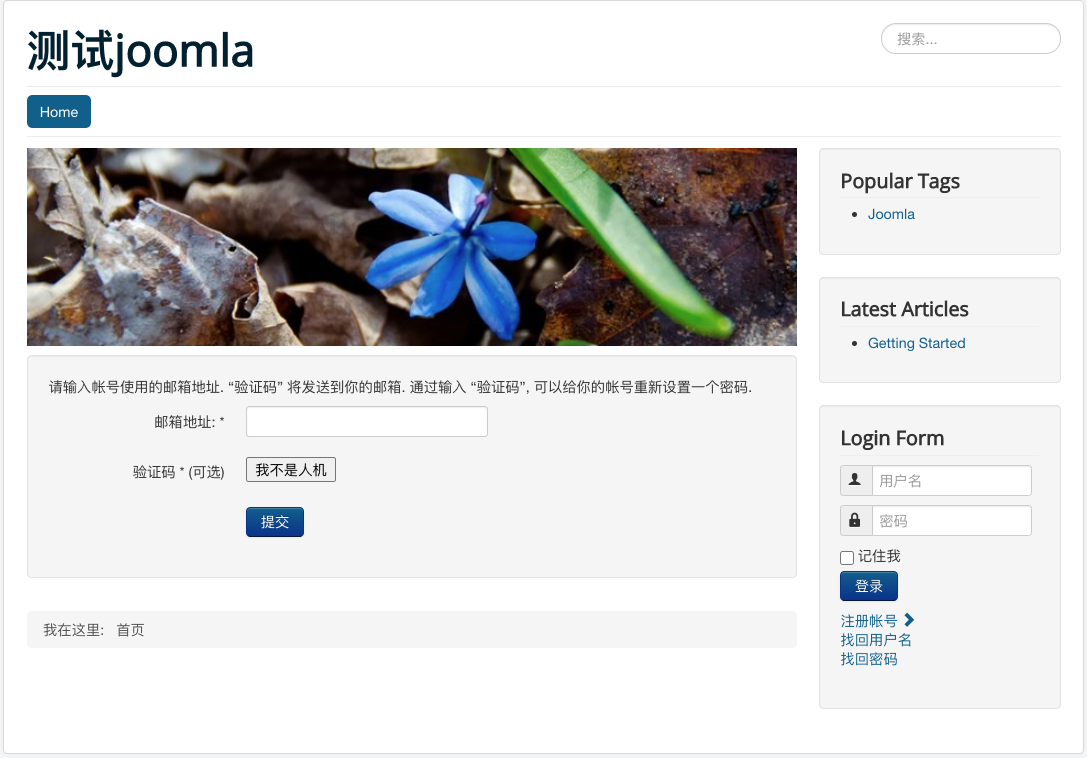 测试joomla
搜索...
Home
请输入帐号使用的邮箱地址. “验证码” 将发送到你的邮箱. 通过输入 “验证码”, 可以给你的帐号重新设置一个密码.
邮箱地址: *
验证码 * (可选)
我不是人机
提交
我在这里: 首页
Popular Tags
Joomla
Latest Articles
Getting Started
Login Form
用户名
密码
记住我
登录
注册帐号
找回用户名
找回密码